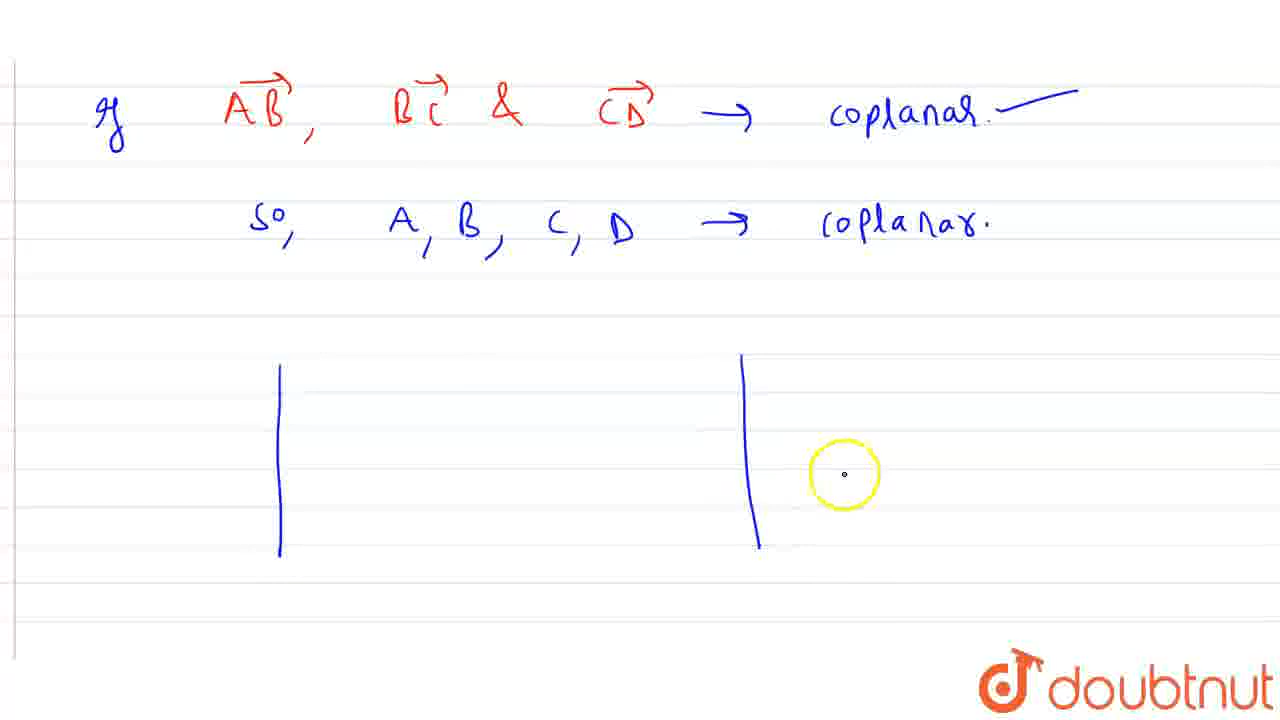 If AB, BC & CD → coplanar.
So, A, B, C, D → coplanar.
doubtnut